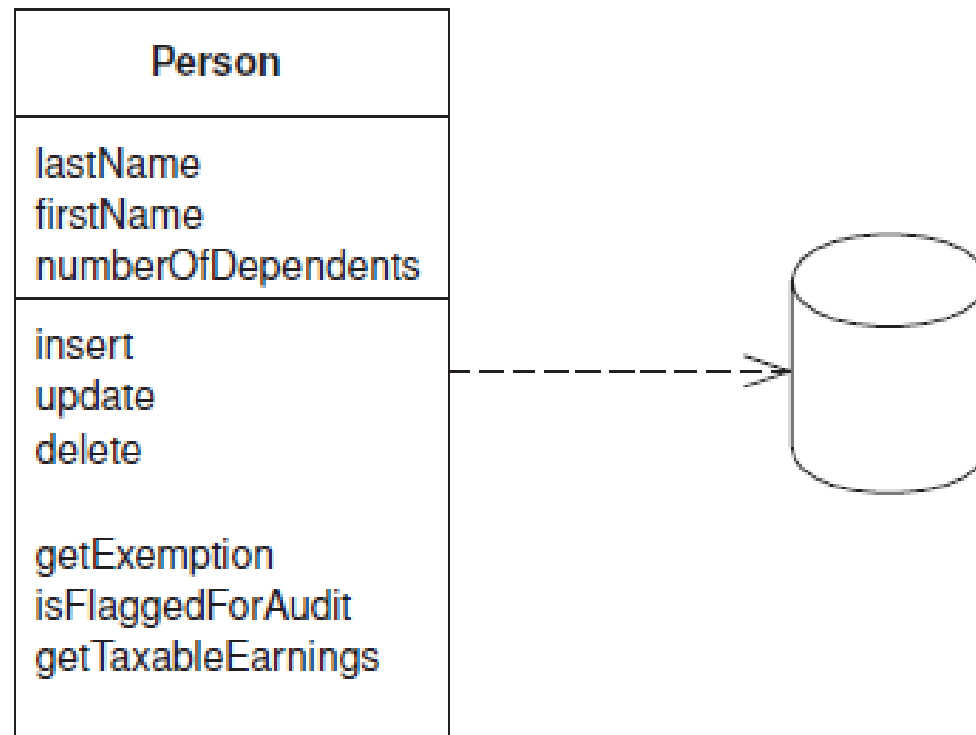 Person
lastName
firstName
numberOfDependents
insert
update
delete
getExemption
isFlaggedForAudit
getTaxableEarnings